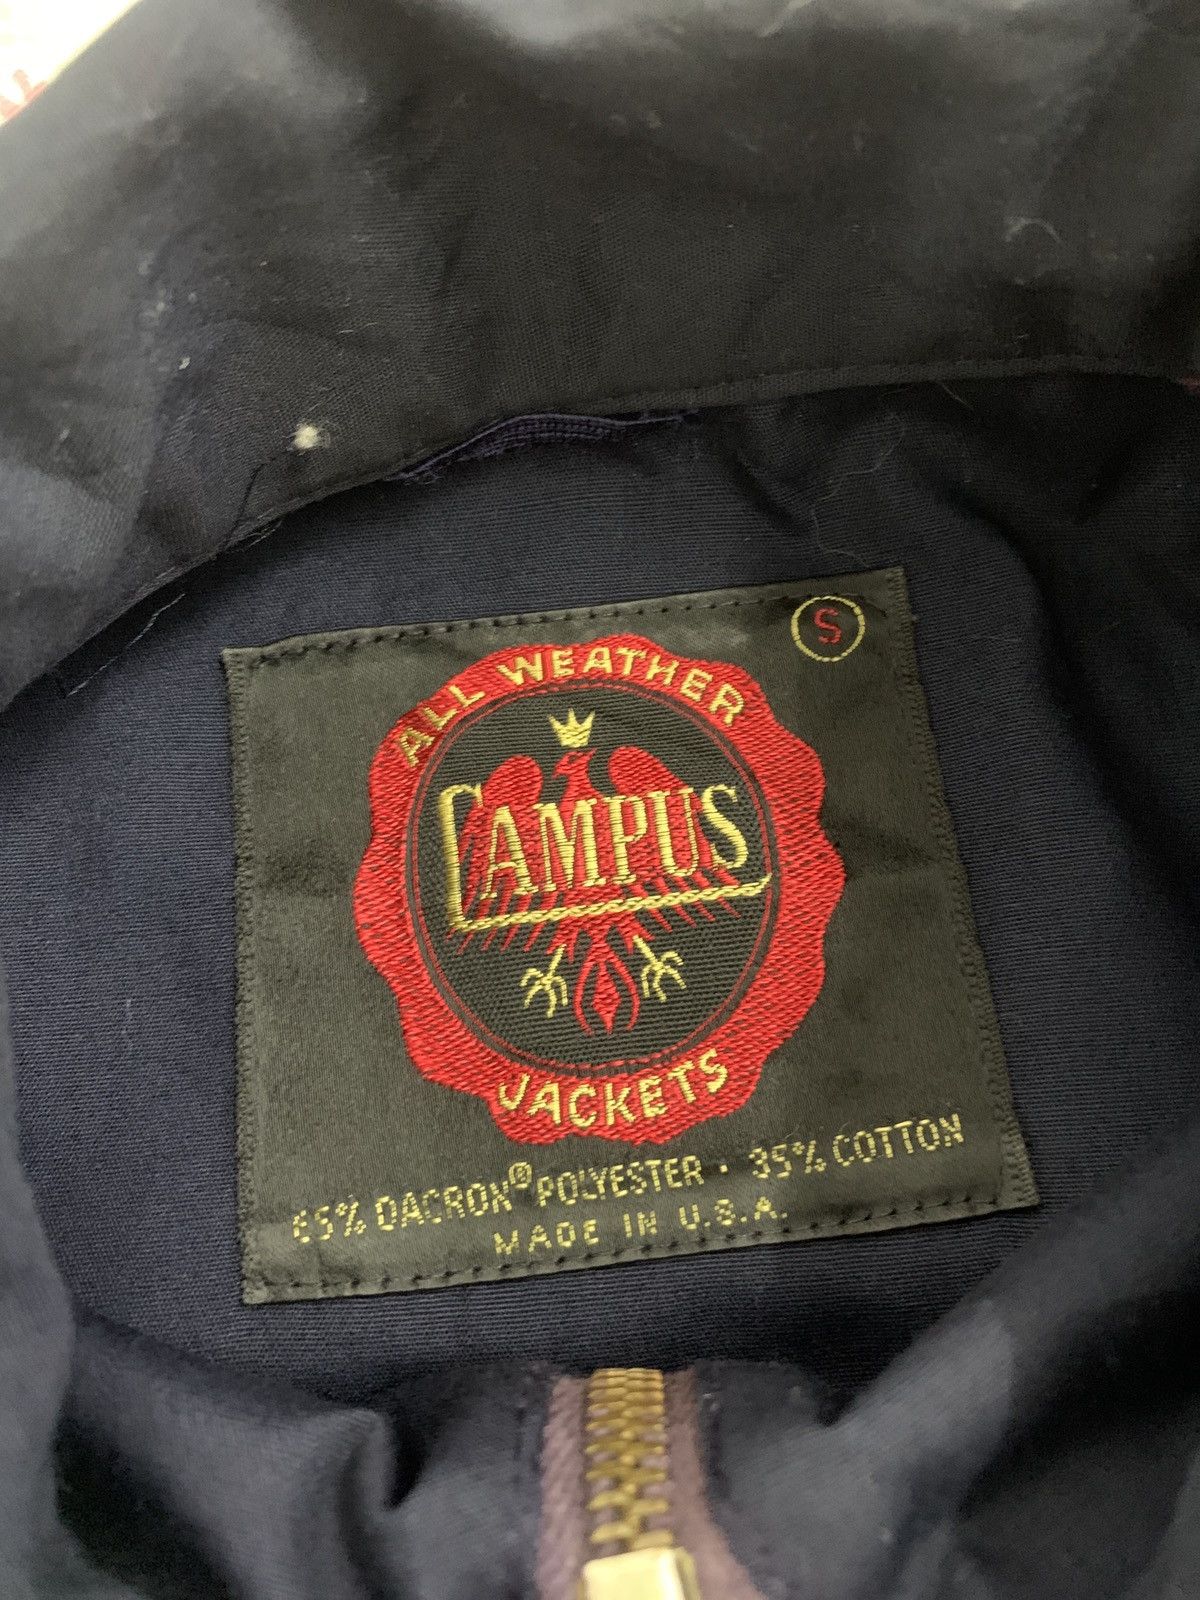 S
ALL WEATHER
CAMPUS
JACKETS
65% DACRON® POLYESTER · 35% COTTON
MADE IN U.S.A.